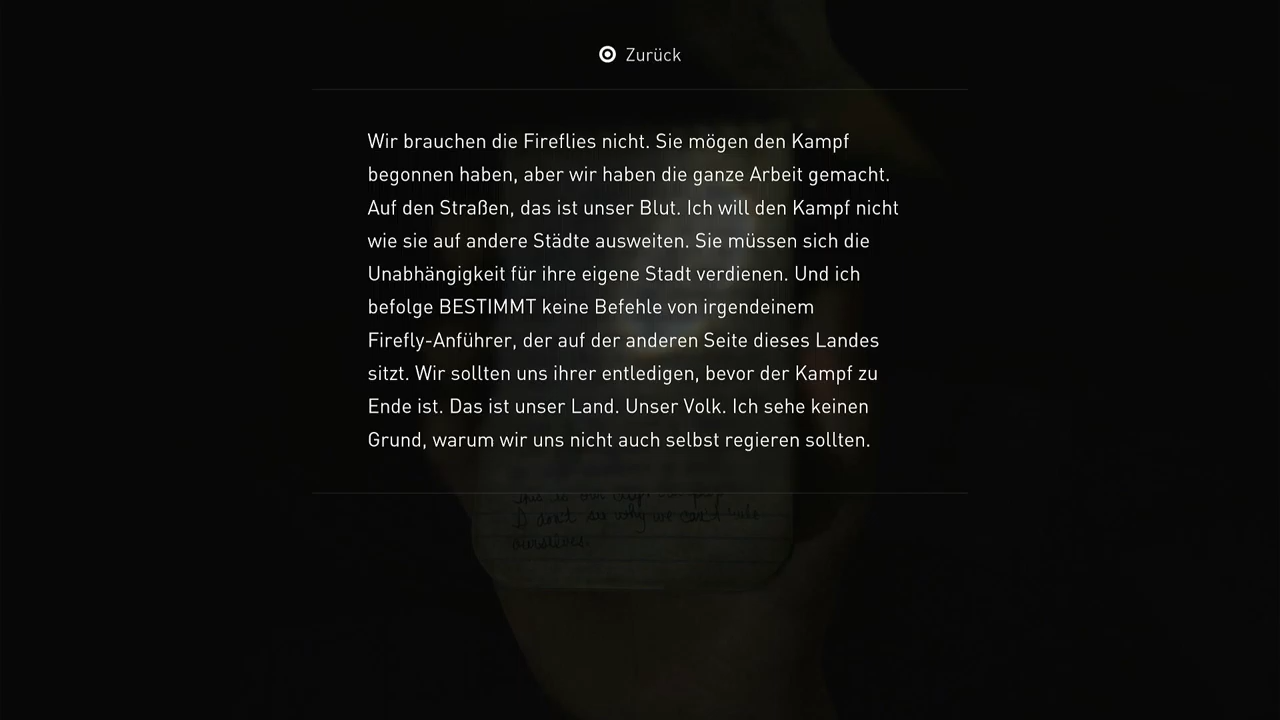 Zurück
Wir brauchen die Fireflies nicht. Sie mögen den Kampf
begonnen haben, aber wir haben die ganze Arbeit gemacht.
Auf den Straßen, das ist unser Blut. Ich will den Kampf nicht
wie sie auf andere Städte ausweiten. Sie müssen sich die
Unabhängigkeit für ihre eigene Stadt verdienen. Und ich
befolge BESTIMMT keine Befehle von irgendeinem
Firefly-Anführer, der auf der anderen Seite dieses Landes
sitzt. Wir sollten uns ihrer entledigen, bevor der Kampf zu
Ende ist. Das ist unser Land. Unser Volk. Ich sehe keinen
Grund, warum wir uns nicht auch selbst regieren sollten.
I don't see why we can't rule
ourselves.